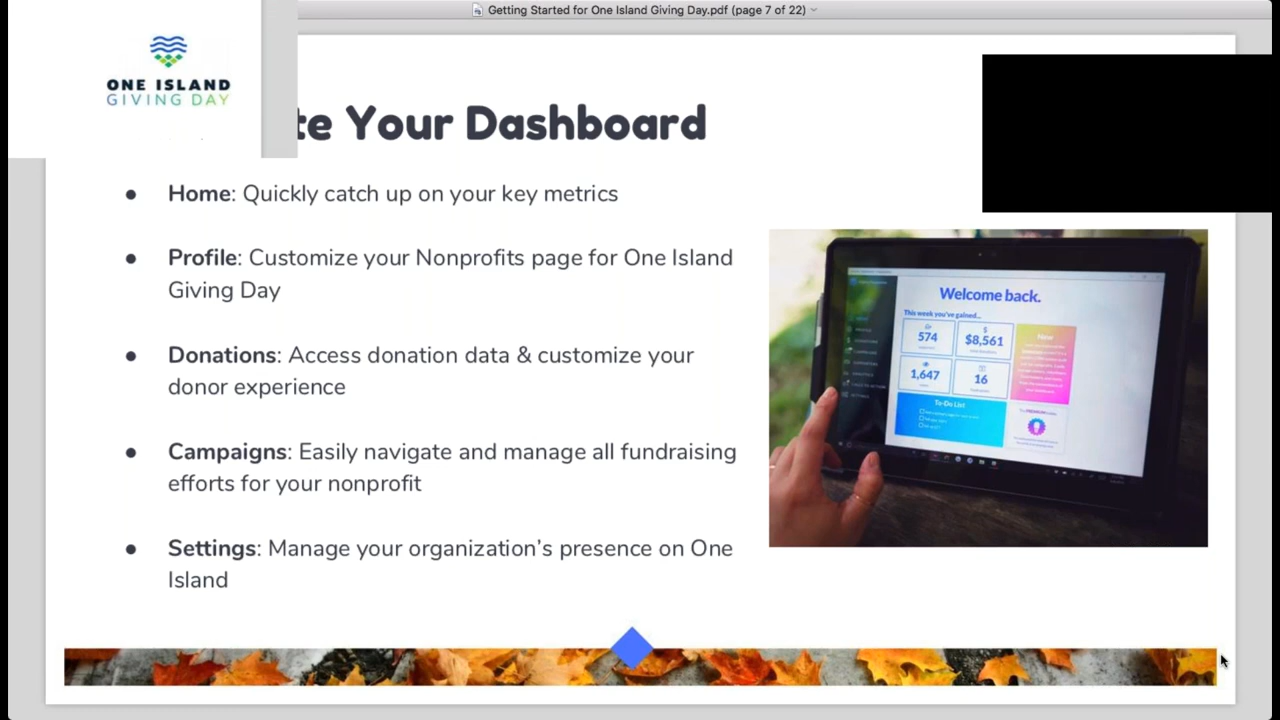 Getting Started for One Island Giving Day.pdf (page 7 of 22)
ONE ISLAND
GIVING DAY
Your Dashboard
● Home: Quickly catch up on your key metrics
● Profile: Customize your Nonprofits page for One Island
Giving Day
● Donations: Access donation data & customize your
donor experience
● Campaigns: Easily navigate and manage all fundraising
efforts for your nonprofit
● Settings: Manage your organization’s presence on One
Island
Welcome back.
This week you've gained...
574
$8,561
1,647
16
New
To-Do List